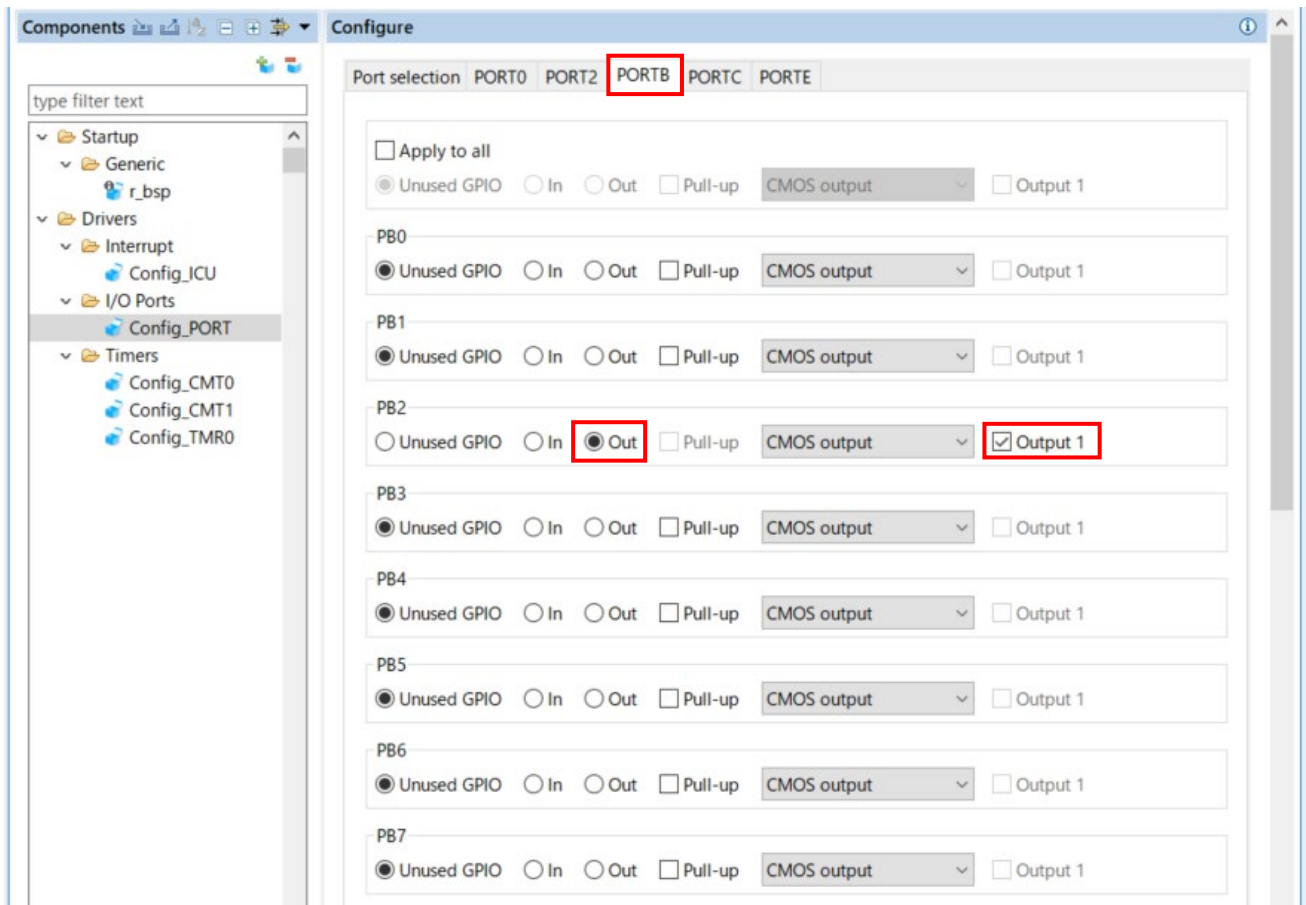 Components
Configure
type filter text
Startup
Generic
r_bsp
Drivers
Interrupt
Config_ICU
I/O Ports
Config_PORT
Timers
Config_CMT0
Config_CMT1
Config_TMR0
Port selection PORT0 PORT2 PORTB PORTC PORTE
Apply to all
Unused GPIO In Out Pull-up CMOS output Output 1
PB0
Unused GPIO In Out Pull-up CMOS output Output 1
PB1
Unused GPIO In Out Pull-up CMOS output Output 1
PB2
Unused GPIO In Out Pull-up CMOS output Output 1
PB3
Unused GPIO In Out Pull-up CMOS output Output 1
PB4
Unused GPIO In Out Pull-up CMOS output Output 1
PB5
Unused GPIO In Out Pull-up CMOS output Output 1
PB6
Unused GPIO In Out Pull-up CMOS output Output 1
PB7
Unused GPIO In Out Pull-up CMOS output Output 1